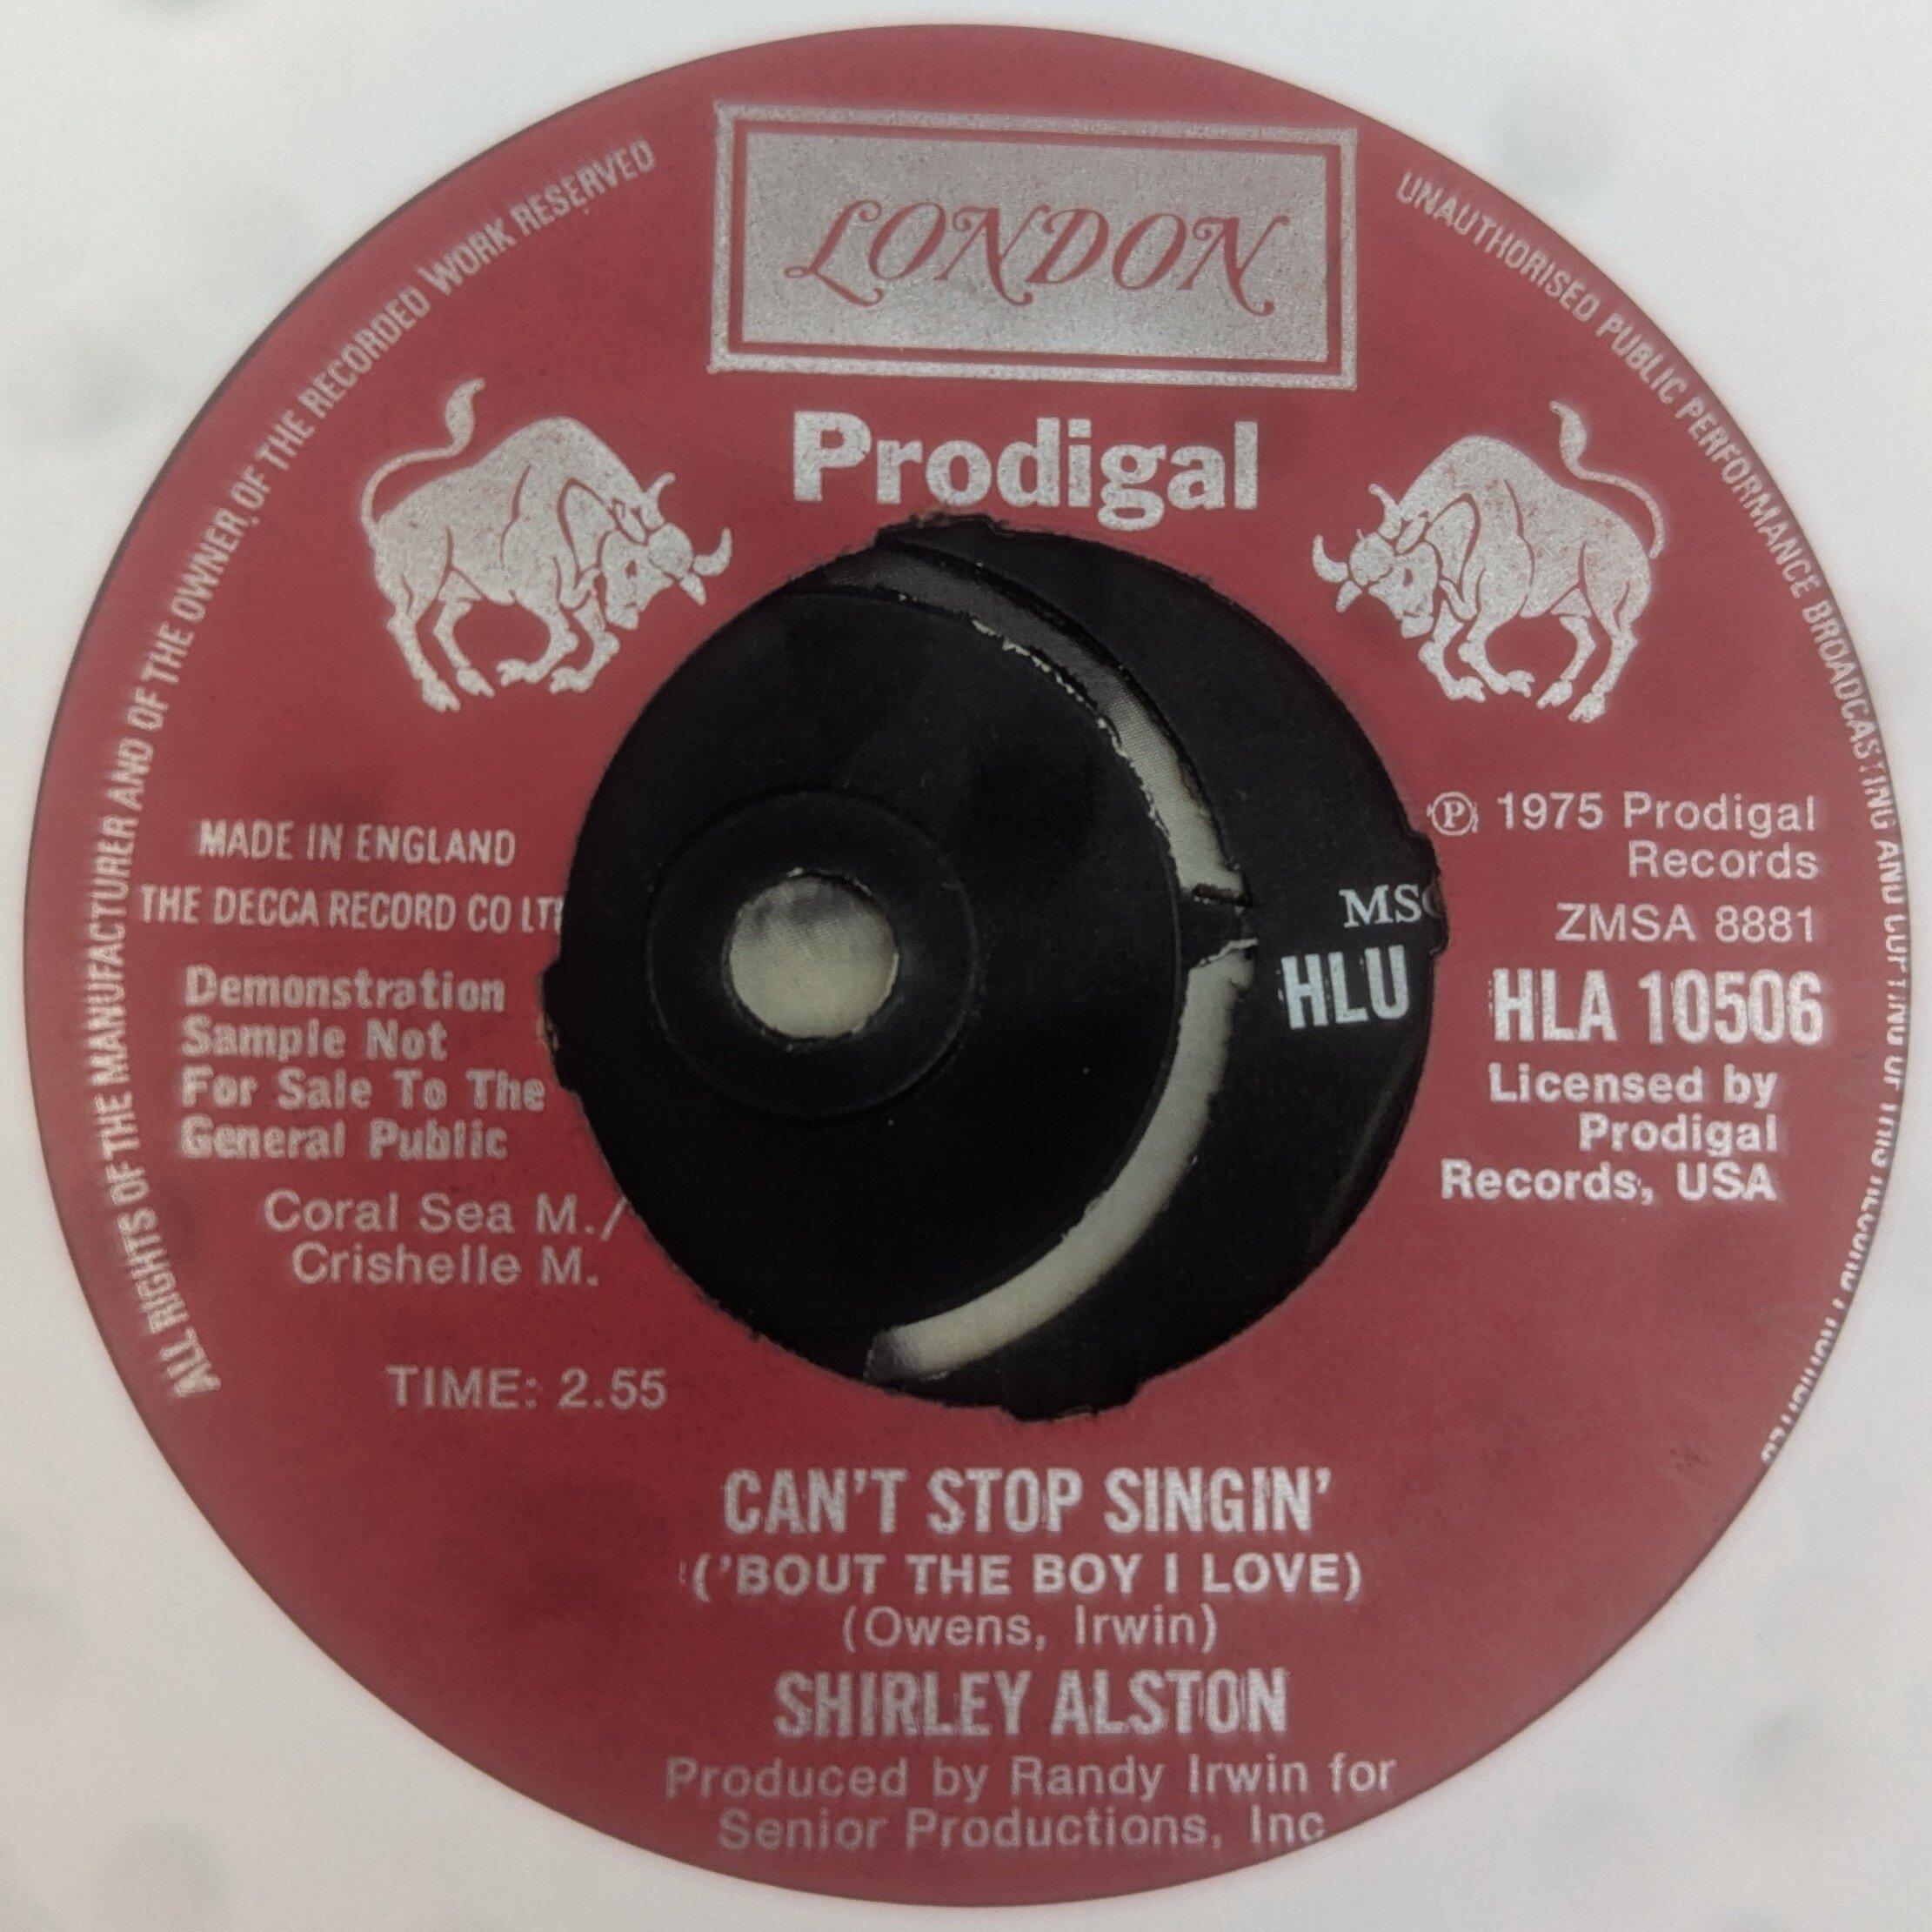 LONDON
Prodigal
ALL RIGHTS OF THE MANUFACTURER AND OF THE OWNER OF THE RECORDED WORK RESERVED
UNAUTHORISED PUBLIC PERFORMANCE BROADCASTING AND COPYING OF THIS RECORD PROHIBITED
MADE IN ENGLAND
THE DECCA RECORD CO LT
Demonstration
Sample Not
For Sale To The
General Public
Coral Sea M./
Crishelle M.
TIME: 2.55
MS
HLU
℗ 1975 Prodigal
Records
ZMSA 8881
HLA 10506
Licensed by
Prodigal
Records, USA
CAN'T STOP SINGIN'
('BOUT THE BOY I LOVE)
(Owens, Irwin)
SHIRLEY ALSTON
Produced by Randy Irwin for
Senior Productions, Inc